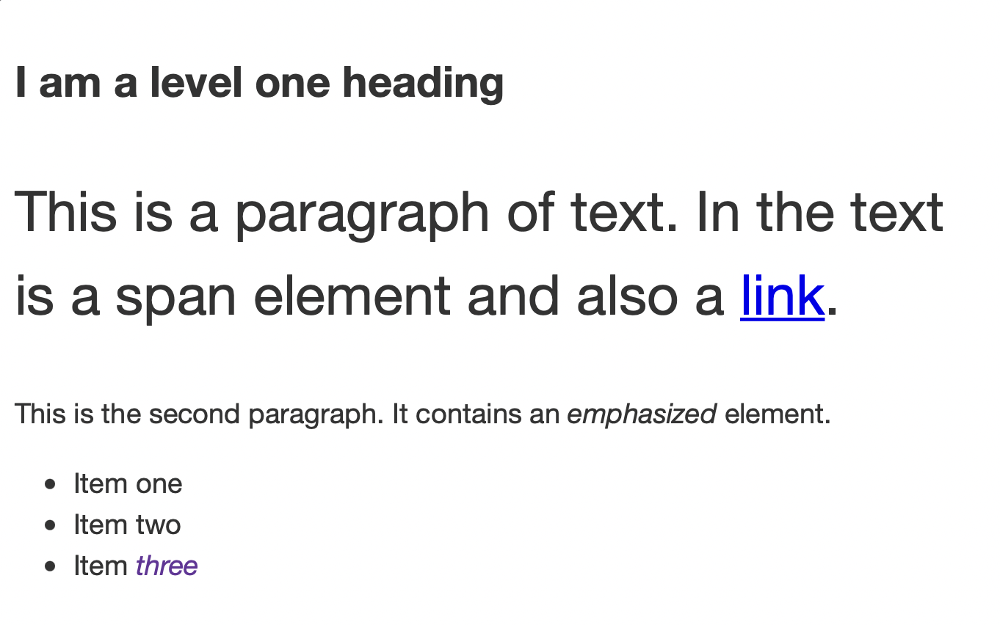 I am a level one heading
This is a paragraph of text. In the text
is a span element and also a link.
This is the second paragraph. It contains an emphasized element.
• Item one
• Item two
• Item three